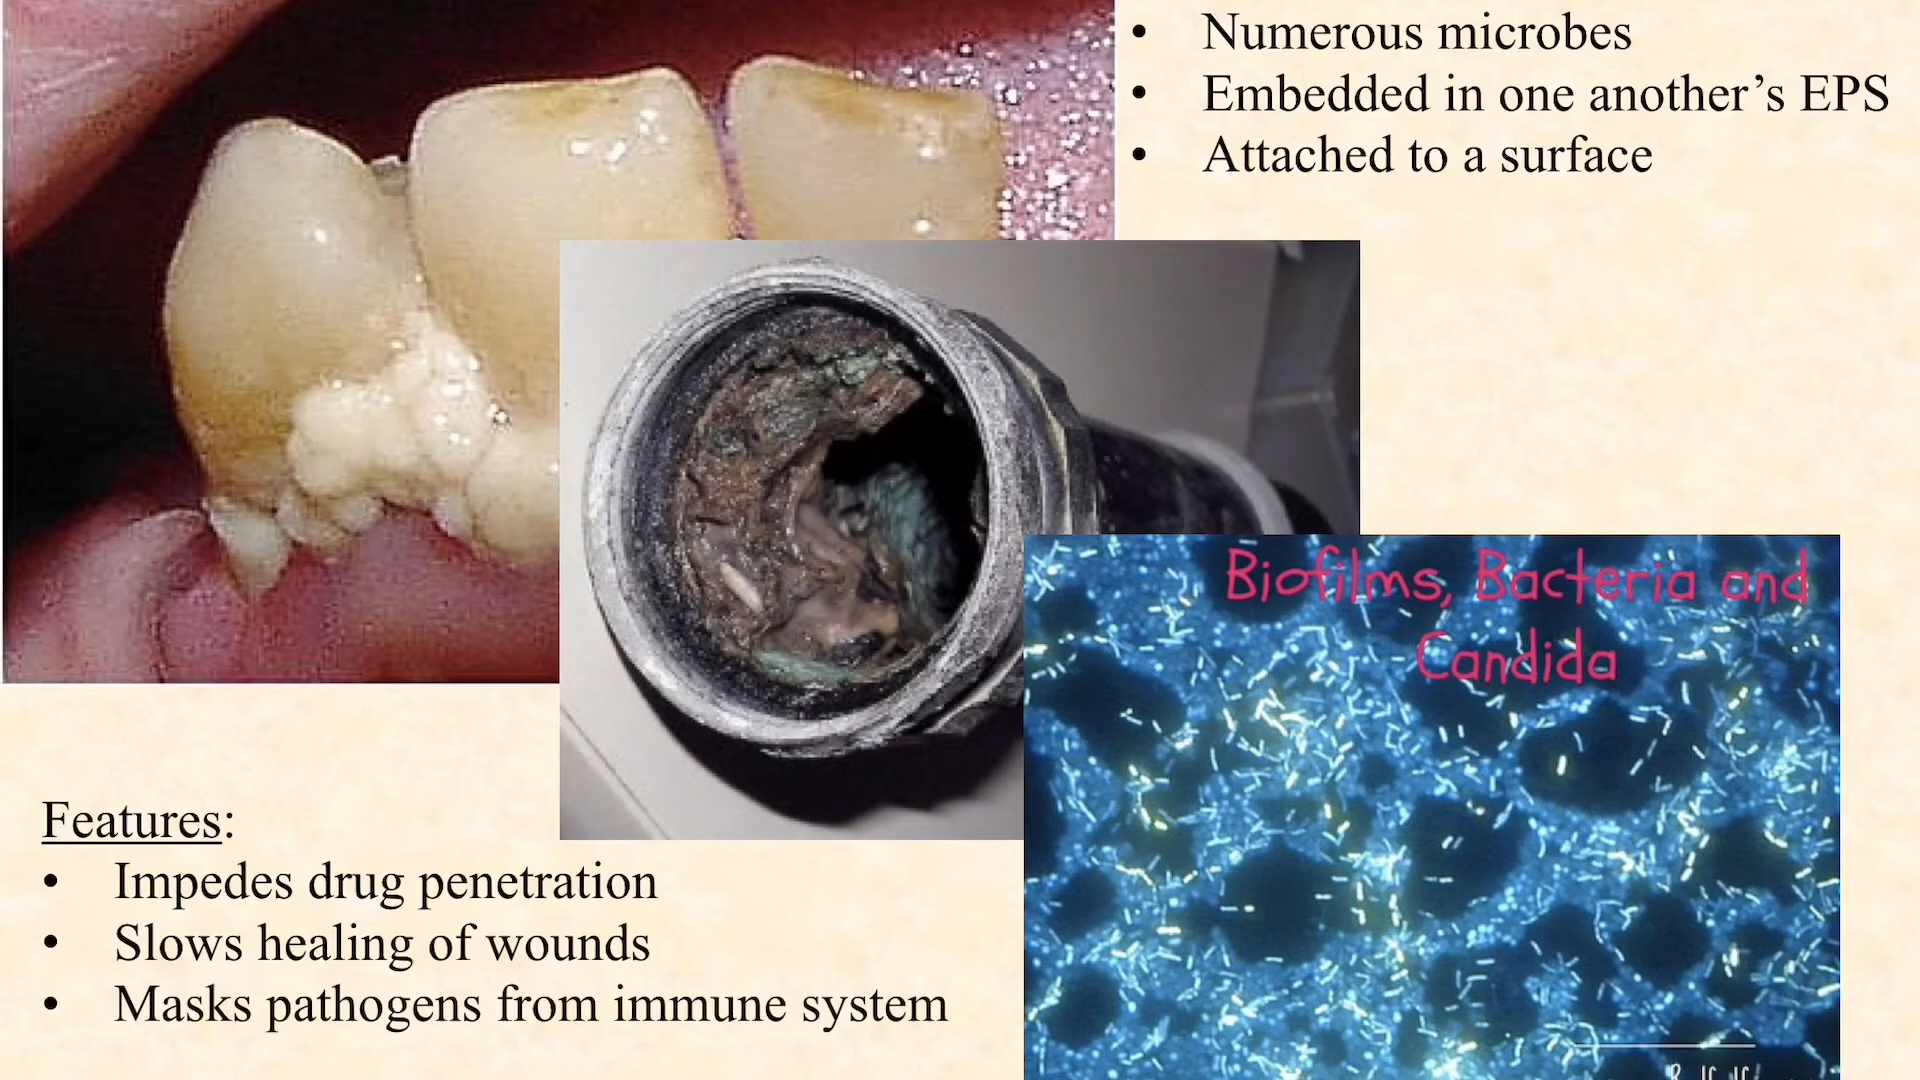 • Numerous microbes
• Embedded in one another’s EPS
• Attached to a surface
Biofilms, Bacteria and
Candida
Features:
• Impedes drug penetration
• Slows healing of wounds
• Masks pathogens from immune system